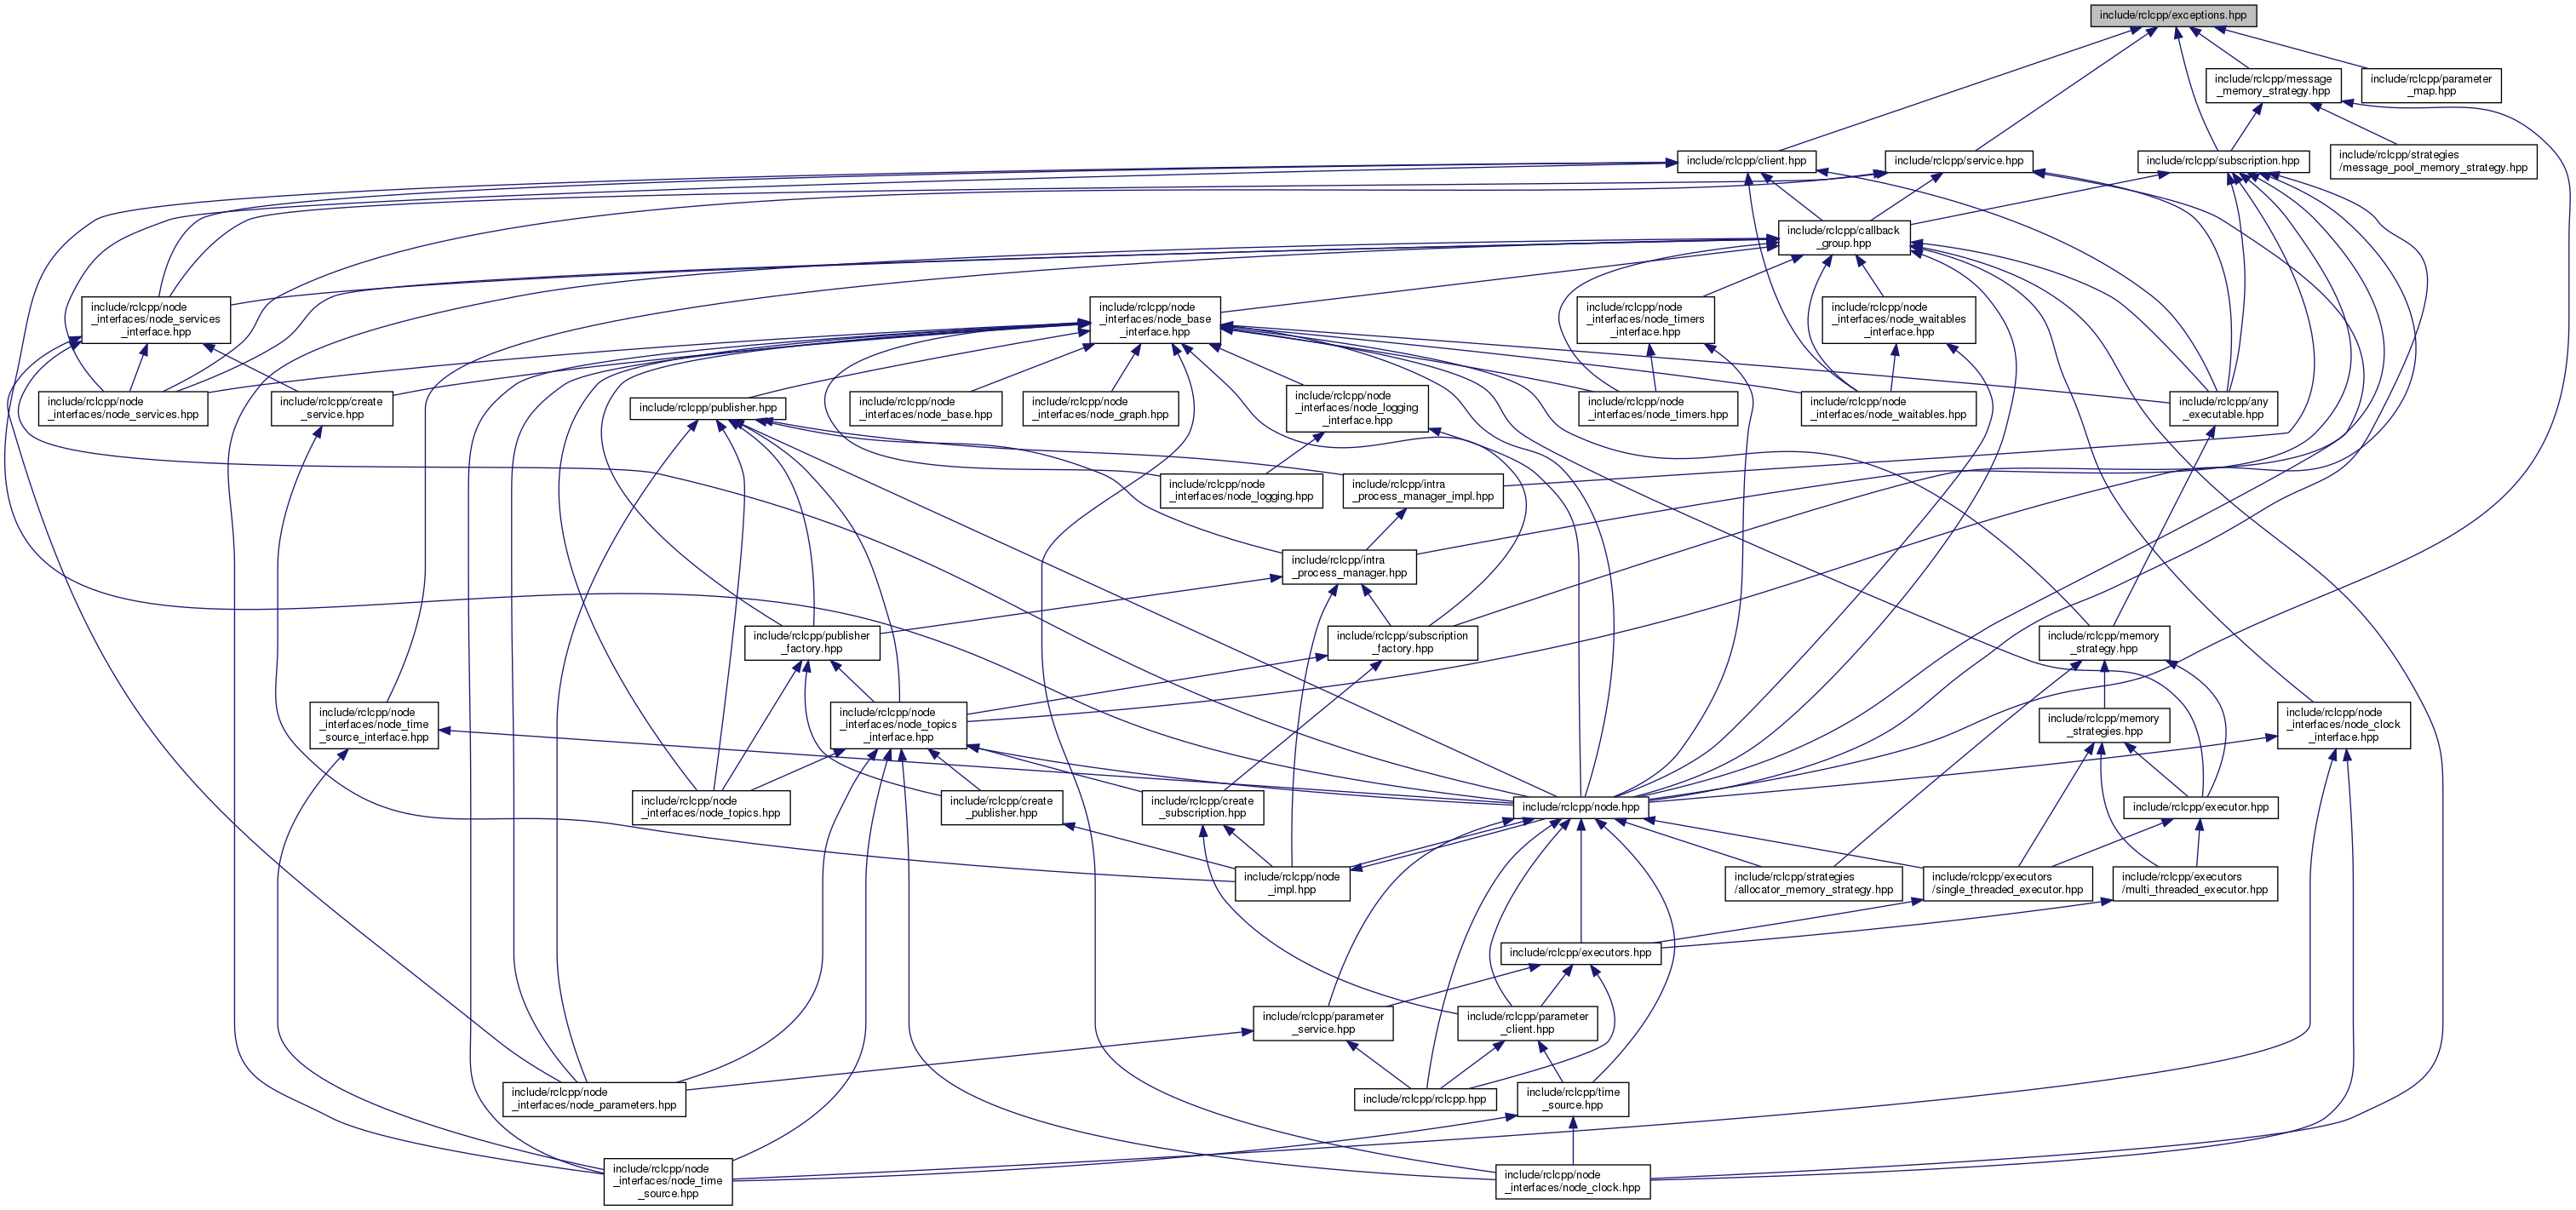 include/rclcpp/exceptions.hpp
include/rclcpp/message
_memory_strategy.hpp
include/rclcpp/parameter
_map.hpp
include/rclcpp/client.hpp
include/rclcpp/service.hpp
include/rclcpp/subscription.hpp
include/rclcpp/strategies
/message_pool_memory_strategy.hpp
include/rclcpp/callback
_group.hpp
include/rclcpp/node
_interfaces/node_services
_interface.hpp
include/rclcpp/node
_interfaces/node_base
_interface.hpp
include/rclcpp/node
_interfaces/node_timers
_interface.hpp
include/rclcpp/node
_interfaces/node_waitables
_interface.hpp
include/rclcpp/node
_interfaces/node_services.hpp
include/rclcpp/create
_service.hpp
include/rclcpp/publisher.hpp
include/rclcpp/node
_interfaces/node_base.hpp
include/rclcpp/node
_interfaces/node_graph.hpp
include/rclcpp/node
_interfaces/node_logging
_interface.hpp
include/rclcpp/node
_interfaces/node_timers.hpp
include/rclcpp/node
_interfaces/node_waitables.hpp
include/rclcpp/any
_executable.hpp
include/rclcpp/node
_interfaces/node_logging.hpp
include/rclcpp/intra
_process_manager_impl.hpp
include/rclcpp/intra
_process_manager.hpp
include/rclcpp/publisher
_factory.hpp
include/rclcpp/subscription
_factory.hpp
include/rclcpp/memory
_strategy.hpp
include/rclcpp/node
_interfaces/node_time
_source_interface.hpp
include/rclcpp/node
_interfaces/node_topics
_interface.hpp
include/rclcpp/memory
_strategies.hpp
include/rclcpp/node
_interfaces/node_clock
_interface.hpp
include/rclcpp/node
_interfaces/node_topics.hpp
include/rclcpp/create
_publisher.hpp
include/rclcpp/create
_subscription.hpp
include/rclcpp/node.hpp
include/rclcpp/executor.hpp
include/rclcpp/node
_impl.hpp
include/rclcpp/strategies
/allocator_memory_strategy.hpp
include/rclcpp/executors
/single_threaded_executor.hpp
include/rclcpp/executors
/multi_threaded_executor.hpp
include/rclcpp/executors.hpp
include/rclcpp/parameter
_service.hpp
include/rclcpp/parameter
_client.hpp
include/rclcpp/node
_interfaces/node_parameters.hpp
include/rclcpp/rclcpp.hpp
include/rclcpp/time
_source.hpp
include/rclcpp/node
_interfaces/node_time
_source.hpp
include/rclcpp/node
_interfaces/node_clock.hpp